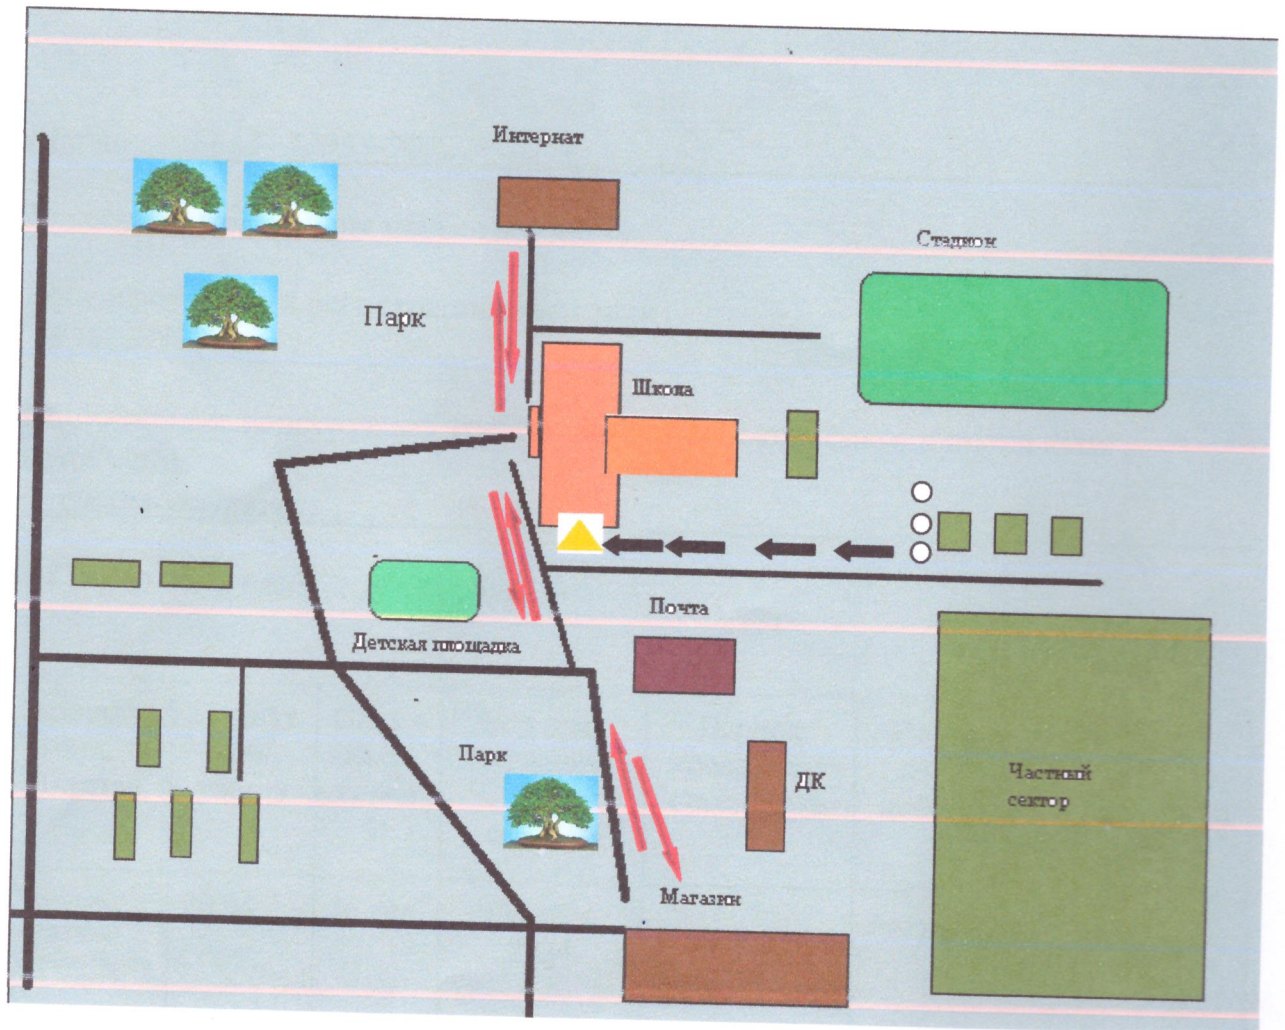 Интернат
Стадион
Парк
Школа
Почта
Детская площадка
Парк
Частный
сектор
ДК
Магазин